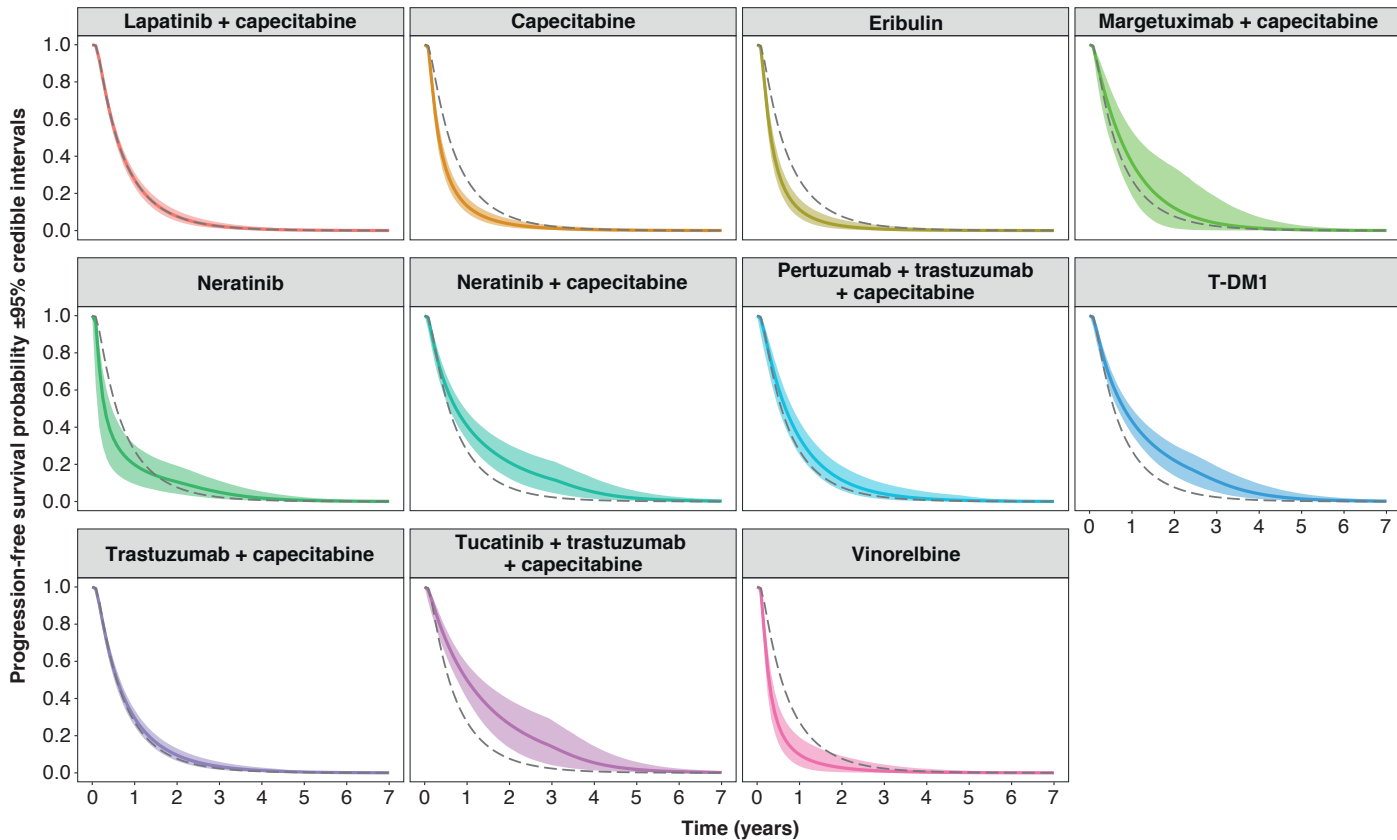 Progression-free survival probability ±95% credible intervals
Lapatinib + capecitabine
Capecitabine
Eribulin
Margetuximab + capecitabine
1.0
0.8
0.6
0.4
0.2
0.0
Neratinib
Neratinib + capecitabine
Pertuzumab + trastuzumab
+ capecitabine
T-DM1
1.0
0.8
0.6
0.4
0.2
0.0
0 1 2 3 4 5 6 7
Trastuzumab + capecitabine
Tucatinib + trastuzumab
+ capecitabine
Vinorelbine
1.0
0.8
0.6
0.4
0.2
0.0
0 1 2 3 4 5 6 7
0 1 2 3 4 5 6 7
0 1 2 3 4 5 6 7
Time (years)